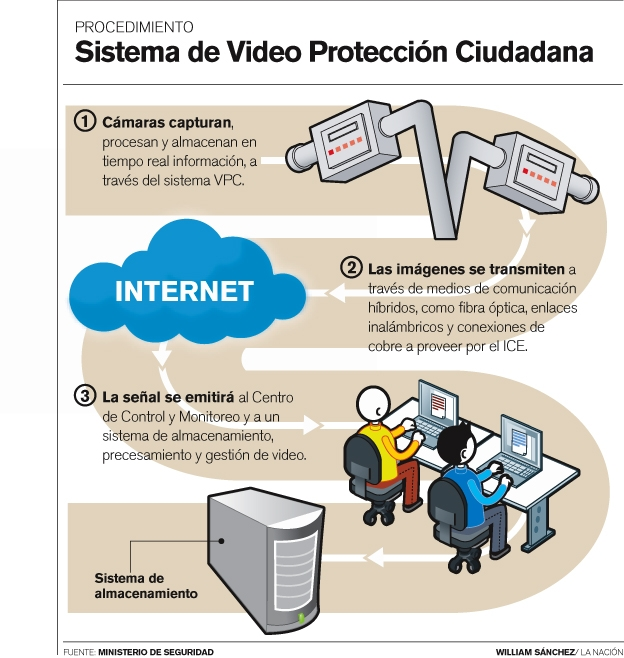 PROCEDIMIENTO
Sistema de Video Protección Ciudadana
1 Cámaras capturan,
procesan y almacenan en
tiempo real información, a
través del sistema VPC.
INTERNET
2 Las imágenes se transmiten a
través de medios de comunicación
híbridos, como fibra óptica, enlaces
inalámbricos y conexiones de
cobre a proveer por el ICE.
3 La señal se emitirá al Centro
de Control y Monitoreo y a un
sistema de almacenamiento,
precesamiento y gestión de video.
Sistema de
almacenamiento
FUENTE: MINISTERIO DE SEGURIDAD
WILLIAM SÁNCHEZ/ LA NACIÓN